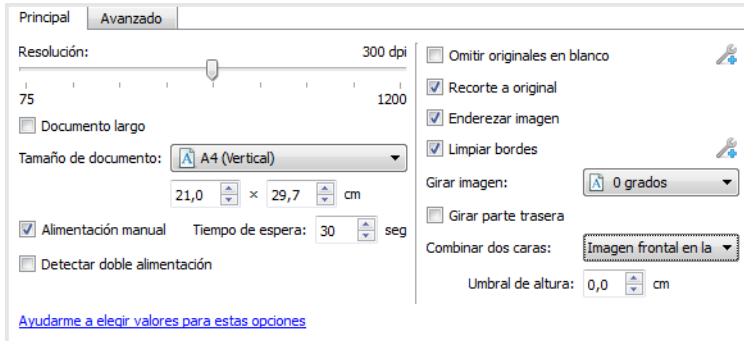 Principal Avanzado
Resolución: 300 dpi
75 1200
Documento largo
Tamaño de documento: A4 (Vertical)
21,0 × 29,7 cm
Alimentación manual Tiempo de espera: 30 seg
Detectar doble alimentación
Ayudarme a elegir valores para estas opciones
Omitir originales en blanco
Recorte a original
Enderezar imagen
Limpiar bordes
Girar imagen: 0 grados
Girar parte trasera
Combinar dos caras: Imagen frontal en la
Umbral de altura: 0,0 cm